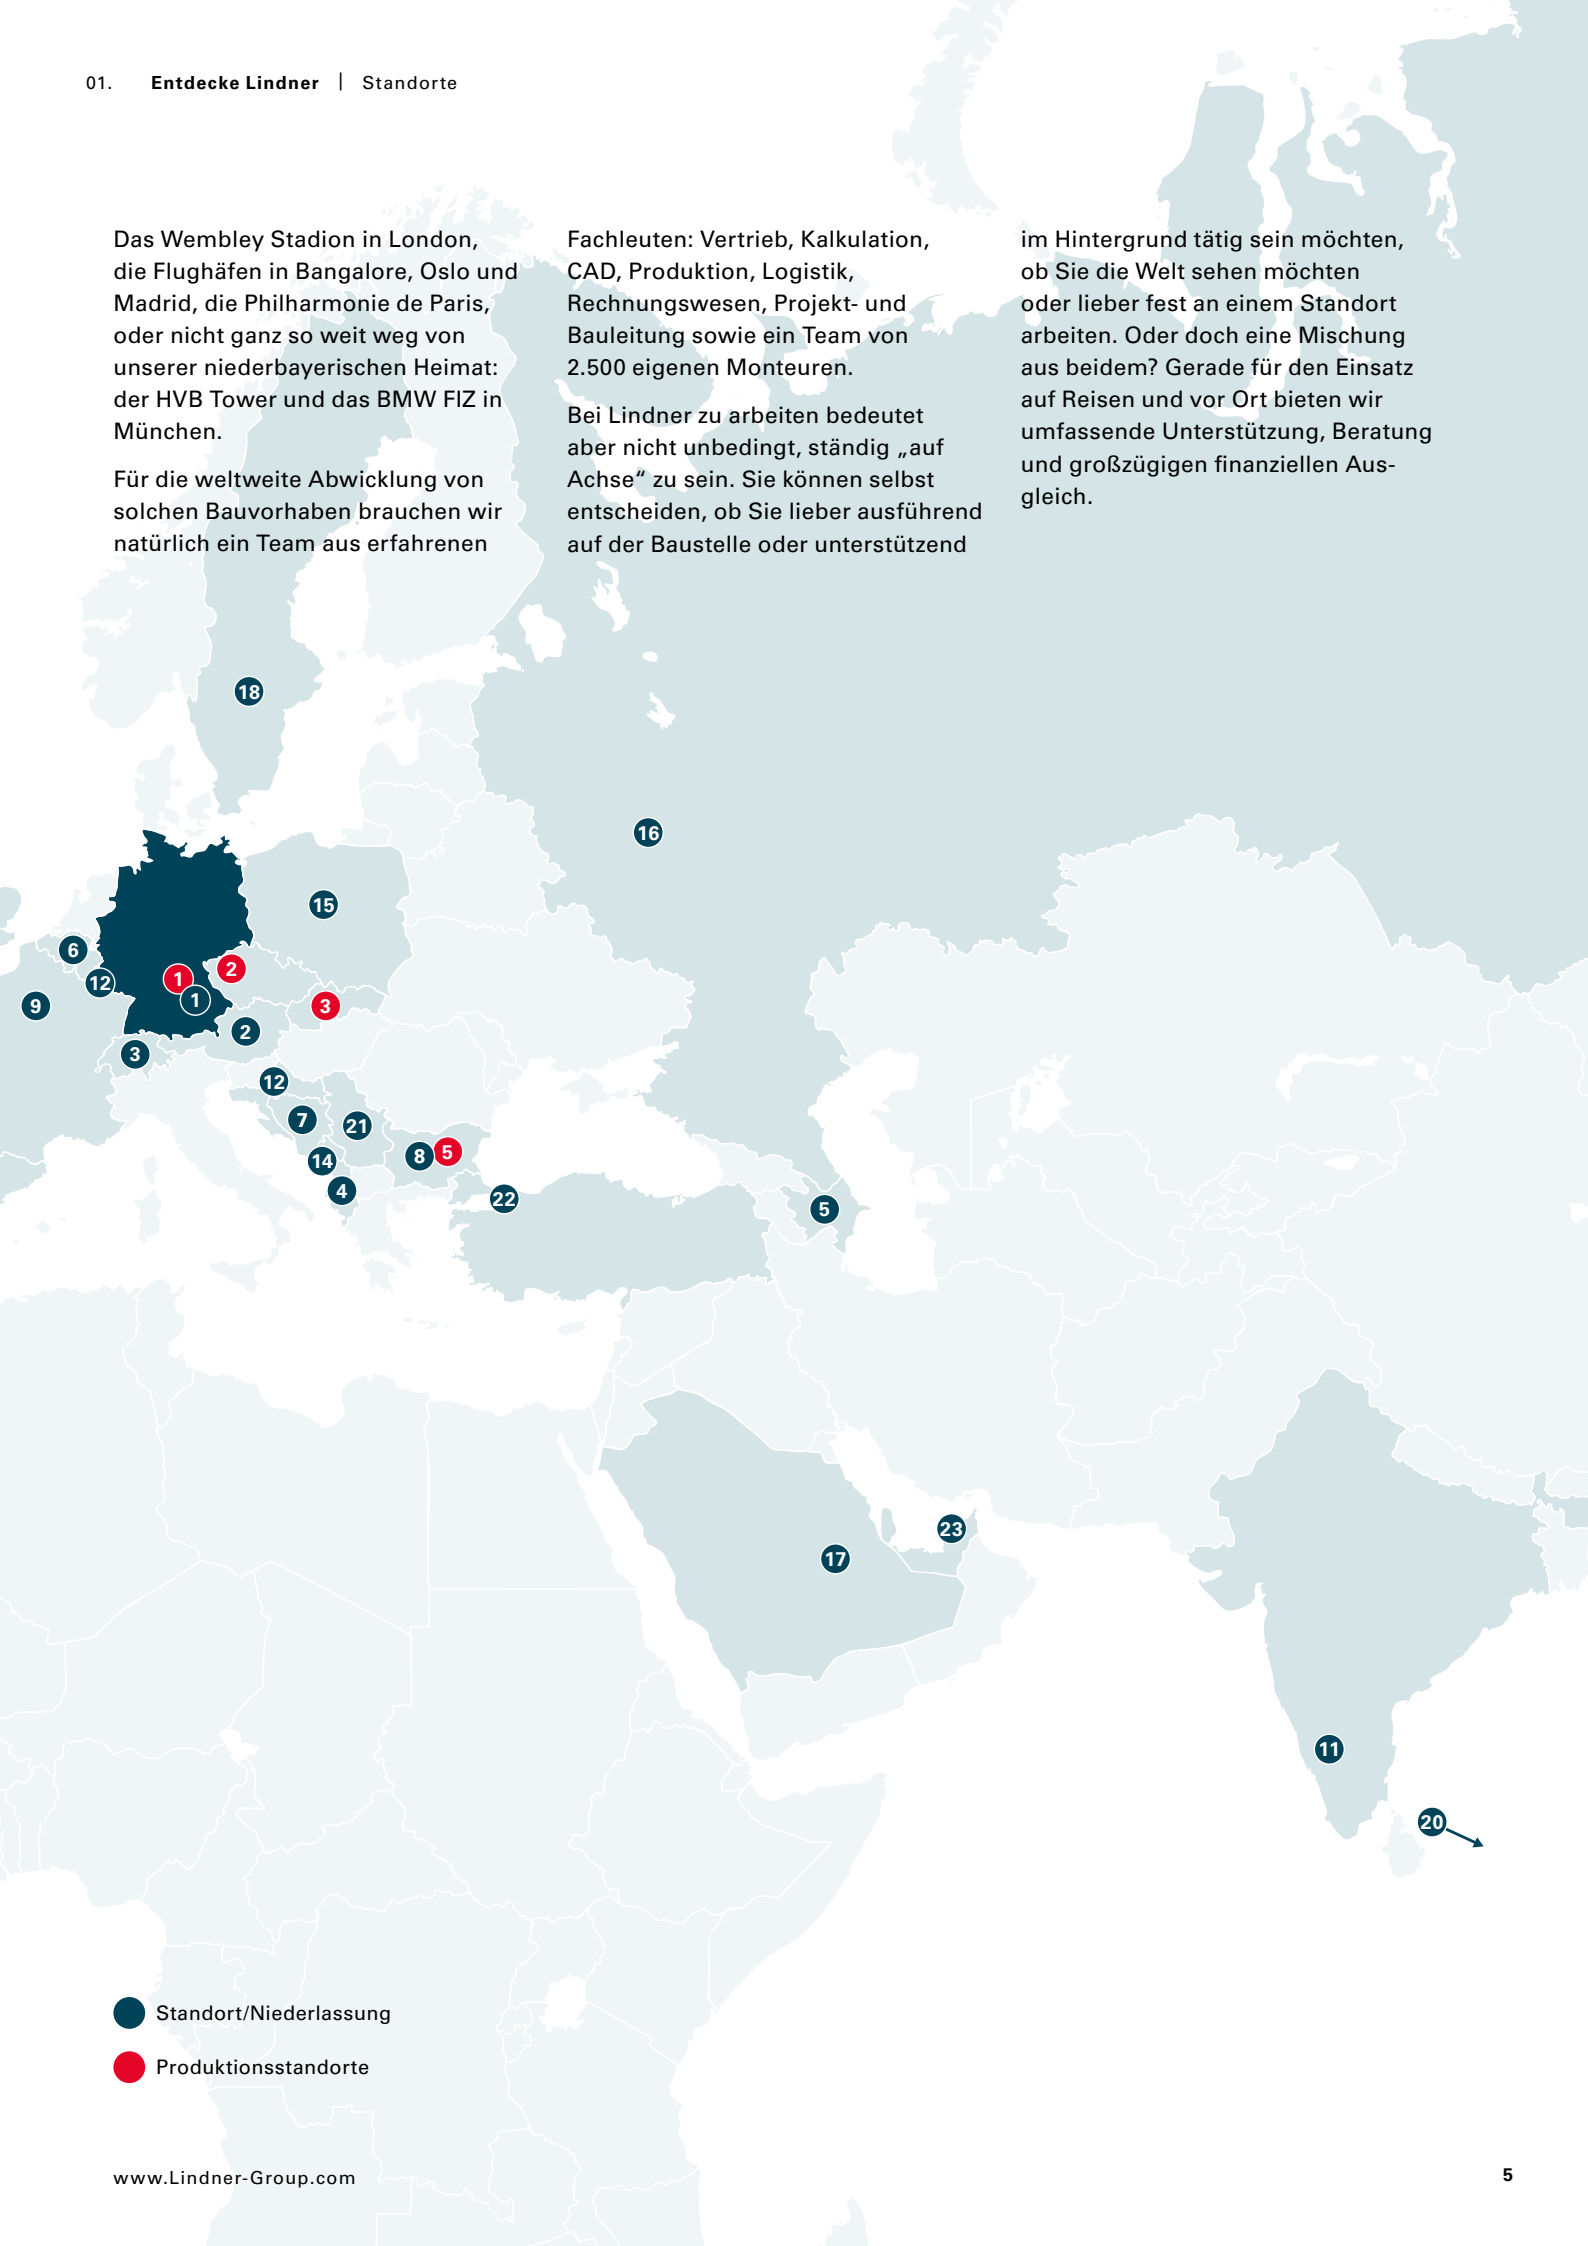 01. Entdecke Lindner | Standorte
Das Wembley Stadion in London,
die Flughäfen in Bangalore, Oslo und
Madrid, die Philharmonie de Paris,
oder nicht ganz so weit weg von
unserer niederbayerischen Heimat:
der HVB Tower und das BMW FIZ in
München.
Für die weltweite Abwicklung von
solchen Bauvorhaben brauchen wir
natürlich ein Team aus erfahrenen
Fachleuten: Vertrieb, Kalkulation,
CAD, Produktion, Logistik,
Rechnungswesen, Projekt- und
Bauleitung sowie ein Team von
2.500 eigenen Monteuren.
Bei Lindner zu arbeiten bedeutet
aber nicht unbedingt, ständig „auf
Achse“ zu sein. Sie können selbst
entscheiden, ob Sie lieber ausführend
auf der Baustelle oder unterstützend
im Hintergrund tätig sein möchten,
ob Sie die Welt sehen möchten
oder lieber fest an einem Standort
arbeiten. Oder doch eine Mischung
aus beidem? Gerade für den Einsatz
auf Reisen und vor Ort bieten wir
umfassende Unterstützung, Beratung
und großzügigen finanziellen Aus-
gleich.
18
16
15
6
2
12
1
1
9
3
2
3
12
7
21
8
5
14
4
22
5
23
17
11
20
Standort/Niederlassung
Produktionsstandorte
www.Lindner-Group.com
5